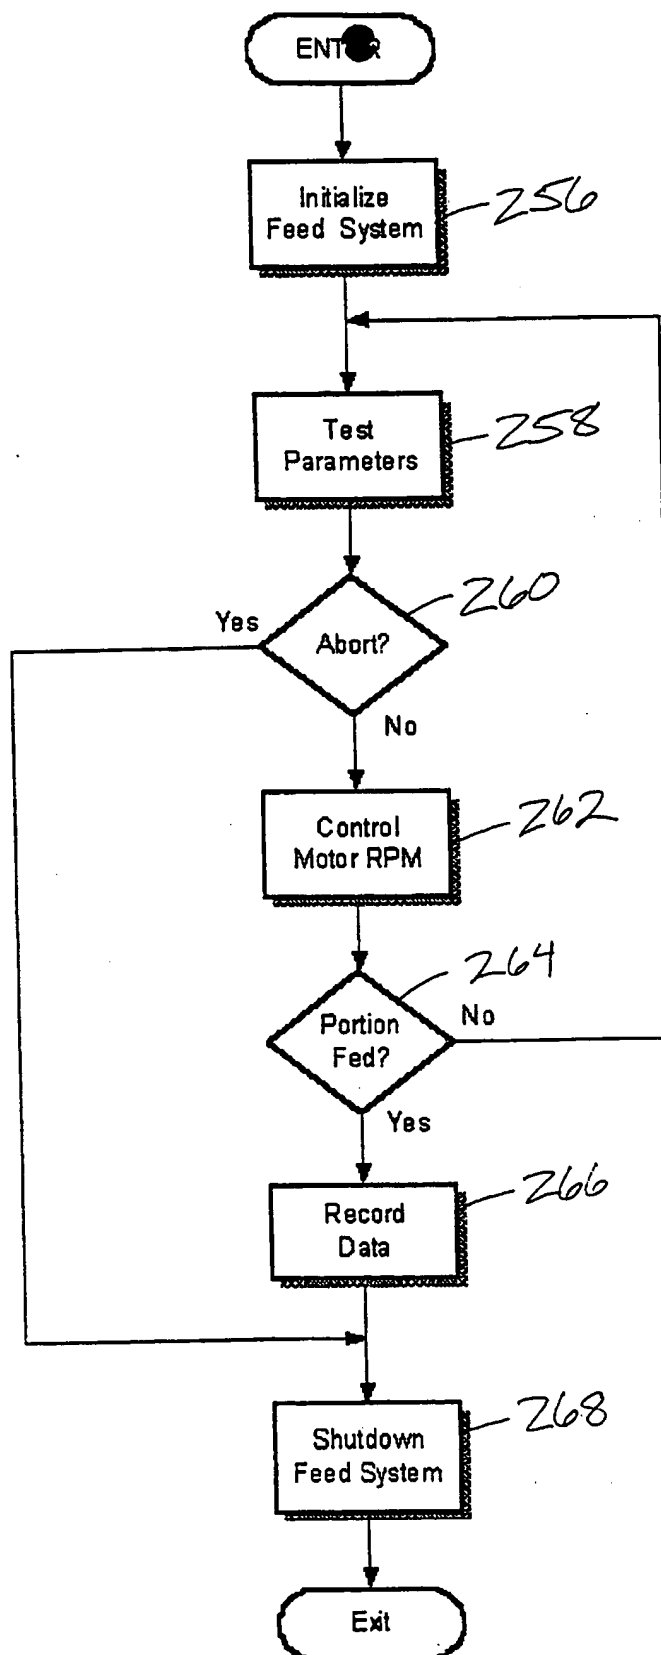 Initialize
Feed System
256
Test
Parameters
258
260
Yes
Abort?
No
Control
Motor RPM
262
264
Portion
Fed?
No
Yes
Record
Data
266
Shutdown
Feed System
268
Exit